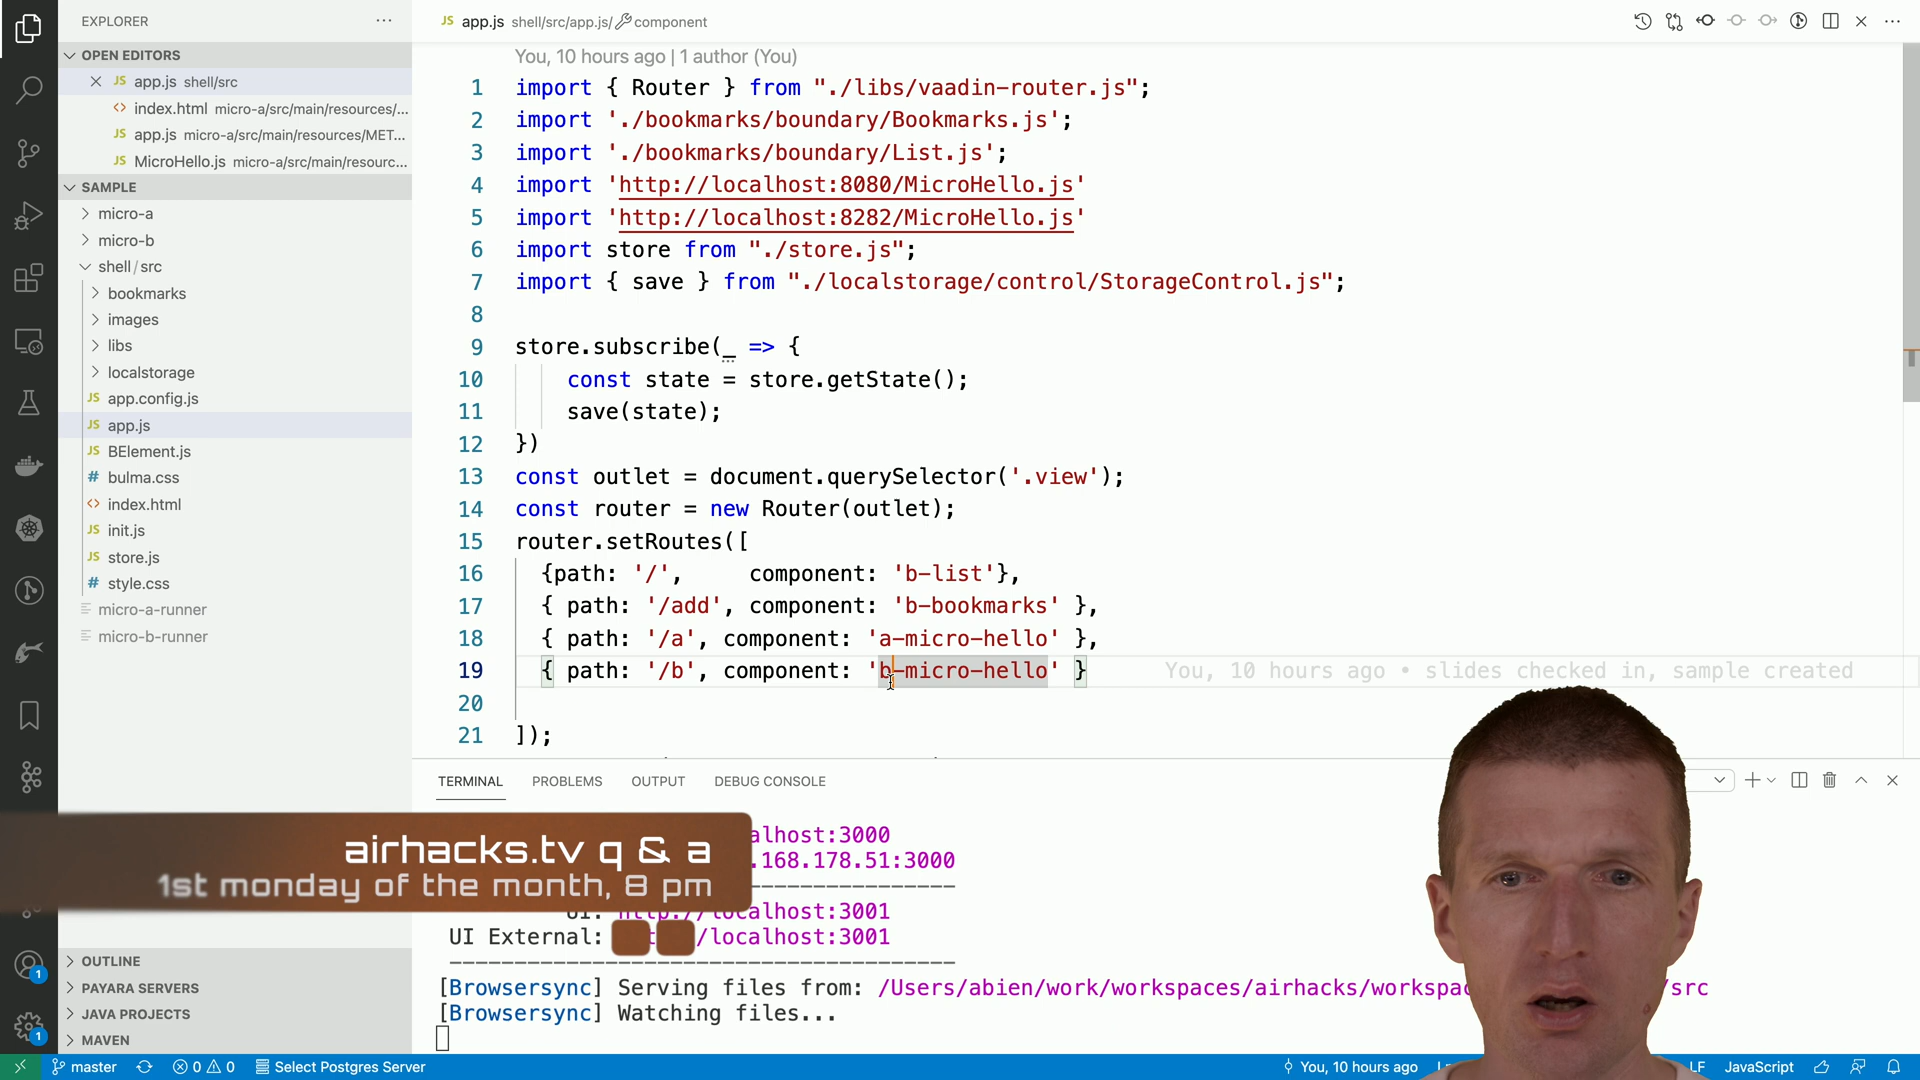 EXPLORER
OPEN EDITORS
app.js shell/src
index.html micro-a/src/main/resources/...
app.js micro-a/src/main/resources/MET...
MicroHello.js micro-a/src/main/resourc...
SAMPLE
micro-a
micro-b
shell/src
bookmarks
images
libs
localstorage
JS app.config.js
JS app.js
JS BElement.js
# bulma.css
<> index.html
JS init.js
JS store.js
# style.css
micro-a-runner
micro-b-runner
OUTLINE
PAYARA SERVERS
JAVA PROJECTS
MAVEN
JS app.js shell/src/app.js/ component
You, 10 hours ago | 1 author (You)
1 import { Router } from "./libs/vaadin-router.js";
2 import './bookmarks/boundary/Bookmarks.js';
3 import './bookmarks/boundary/List.js';
4 import 'http://localhost:8080/MicroHello.js'
5 import 'http://localhost:8282/MicroHello.js'
6 import store from "./store.js";
7 import { save } from "./localstorage/control/StorageControl.js";
8
9 store.subscribe(_ => {
10 const state = store.getState();
11 save(state);
12 })
13 const outlet = document.querySelector('.view');
14 const router = new Router(outlet);
15 router.setRoutes([
16 {path: '/', component: 'b-list'},
17 { path: '/add', component: 'b-bookmarks' },
18 { path: '/a', component: 'a-micro-hello' },
19 { path: '/b', component: 'b-micro-hello' } You, 10 hours ago • slides checked in, sample created
20
21 ]);
TERMINAL PROBLEMS OUTPUT DEBUG CONSOLE
alhost:3000
.168.178.51:3000
UI: http://localhost:3001
UI External: /localhost:3001
[Browsersync] Serving files from: /Users/abien/work/workspaces/airhacks/workspac /src
[Browsersync] Watching files...
airhacks.tv q & a
1st monday of the month, 8 pm
master 0 0 Select Postgres Server You, 10 hours ago LF JavaScript